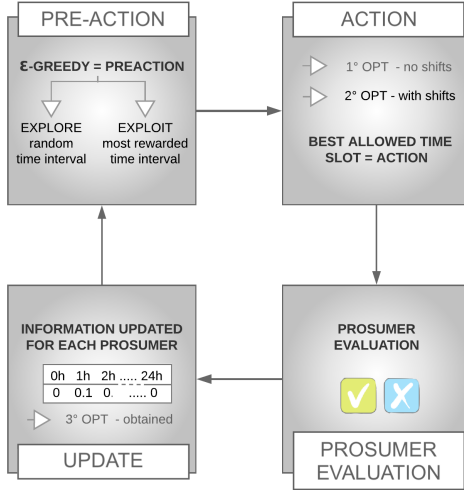 PRE-ACTION
Ɛ-GREEDY = PREACTION
EXPLORE
random
time interval
EXPLOIT
most rewarded
time interval
ACTION
1° OPT - no shifts
2° OPT - with shifts
BEST ALLOWED TIME
SLOT = ACTION
INFORMATION UPDATED
FOR EACH PROSUMER
0h 1h 2h ..... 24h
0 0.1 0. ..... 0
3° OPT - obtained
UPDATE
PROSUMER
EVALUATION
PROSUMER
EVALUATION